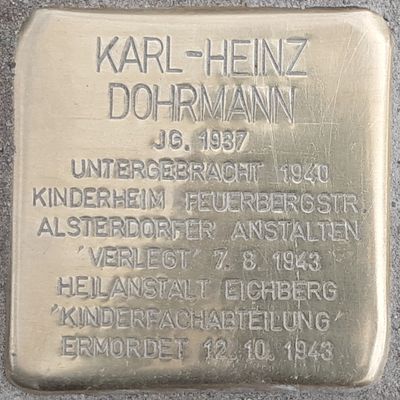 KARL-HEINZ
DOHRMANN
JG. 1937
UNTERGEBRACHT 1940
KINDERHEIM FEUERBERGSTR.
ALSTERDORFER ANSTALTEN
'VERLEGT' 7. 8. 1943
HEILANSTALT EICHBERG
'KINDERFACHABTEILUNG'
ERMORDET 12. 10. 1943